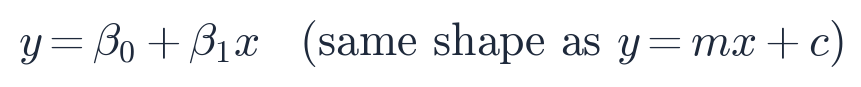 y = β₀ + β₁x (same shape as y = mx + c)